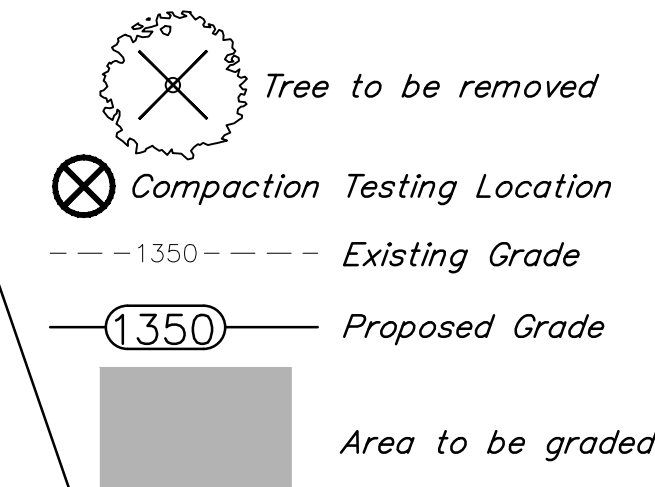 Tree to be removed
Compaction Testing Location
1350 Existing Grade
1350 Proposed Grade
Area to be graded